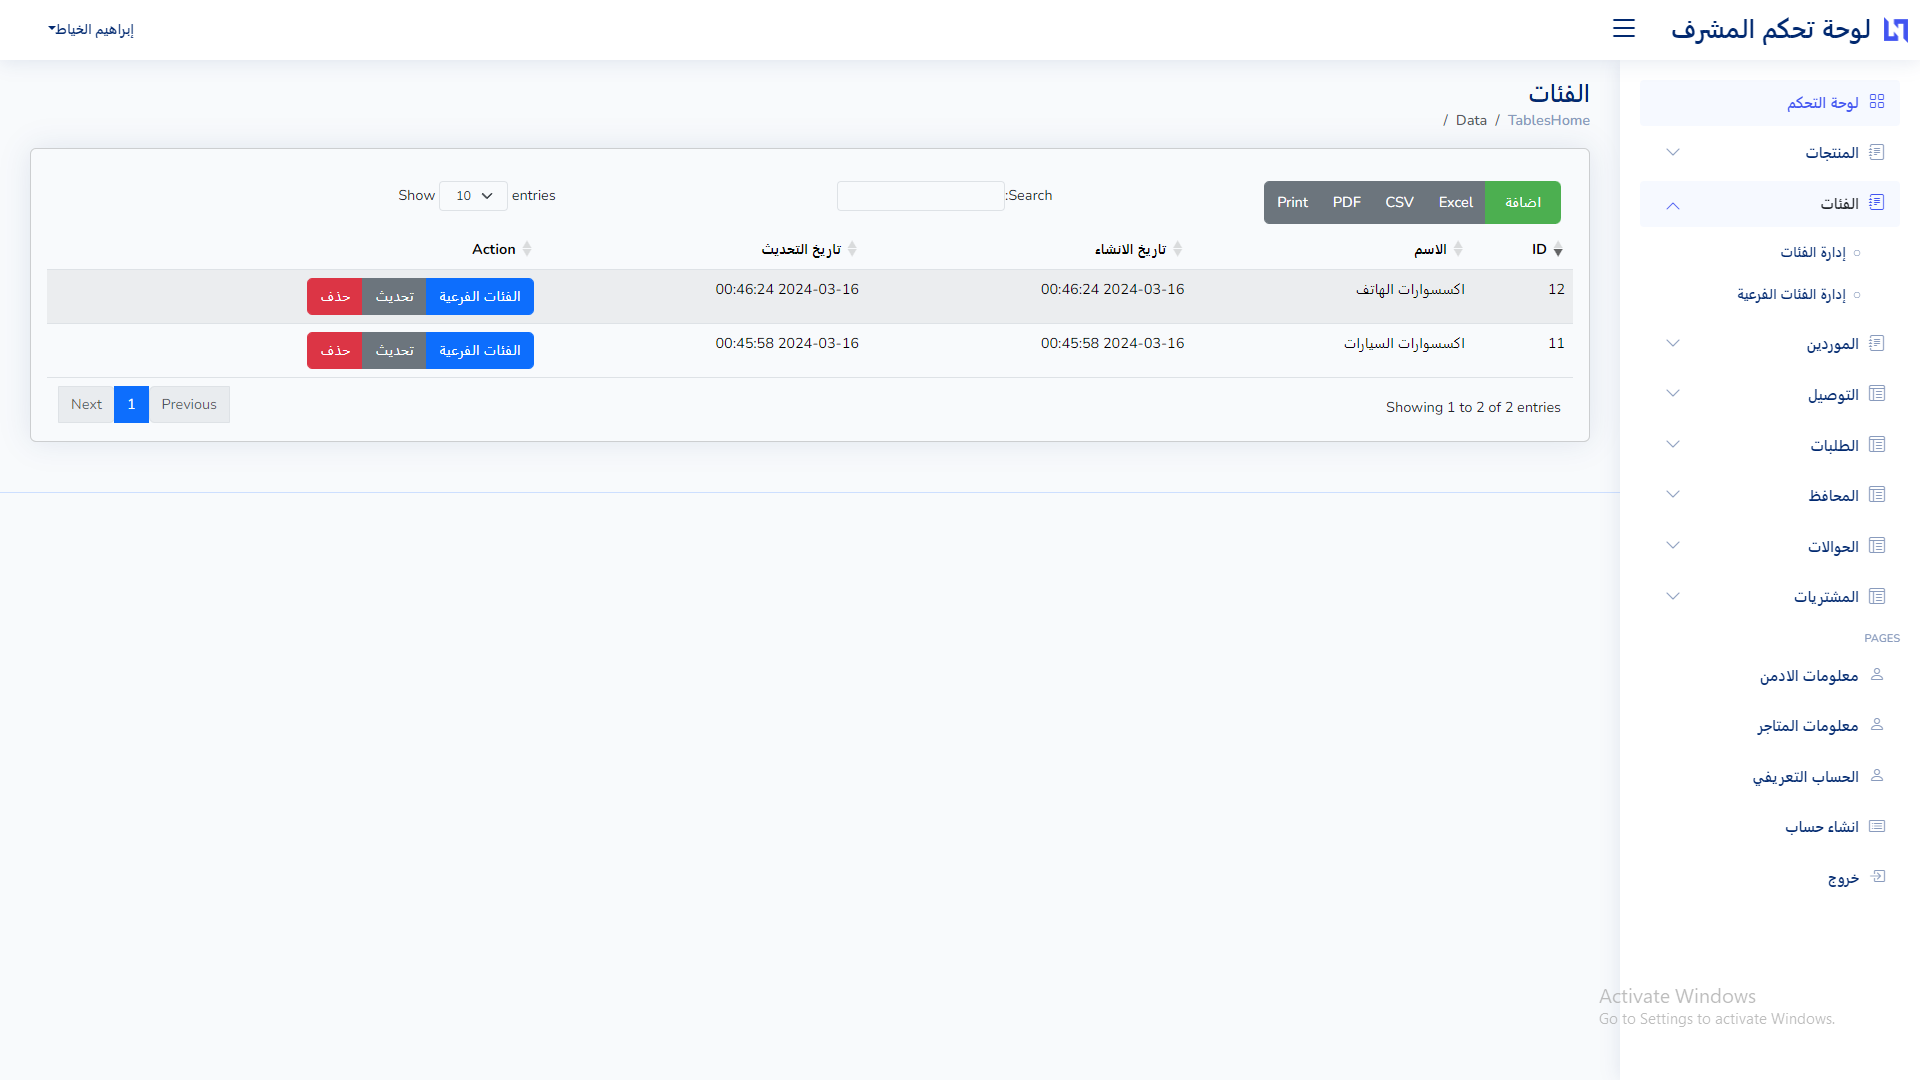 لوحة تحكم المشرف
إبراهيم الخياط
لوحة التحكم
المنتجات
الفئات
إدارة الفئات
إدارة الفئات الفرعية
الموردين
التوصيل
الطلبات
المحافظ
الحوالات
المشتريات
PAGES
معلومات الادمن
معلومات المتاجر
الحساب التعريفي
انشاء حساب
خروج
الفئات
/ Data / TablesHome
Print PDF CSV Excel اضافة
:Search
Show 10 entries
ID الاسم تاريخ الانشاء تاريخ التحديث Action
12 اكسسوارات الهاتف 00:46:24 2024-03-16 00:46:24 2024-03-16 الفئات الفرعية تحديث حذف
11 اكسسوارات السيارات 00:45:58 2024-03-16 00:45:58 2024-03-16 الفئات الفرعية تحديث حذف
Showing 1 to 2 of 2 entries
Next 1 Previous
Activate Windows
Go to Settings to activate Windows.